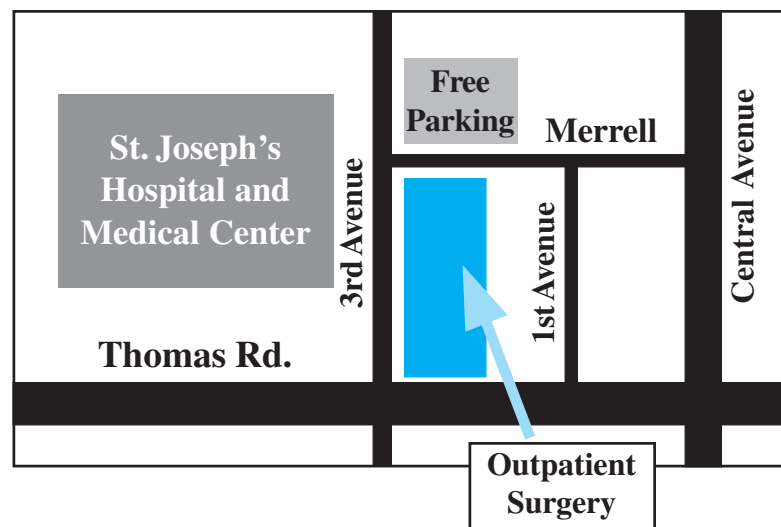 Free
Parking
Merrell
St. Joseph’s
Hospital and
Medical Center
3rd Avenue
1st Avenue
Central Avenue
Thomas Rd.
Outpatient
Surgery